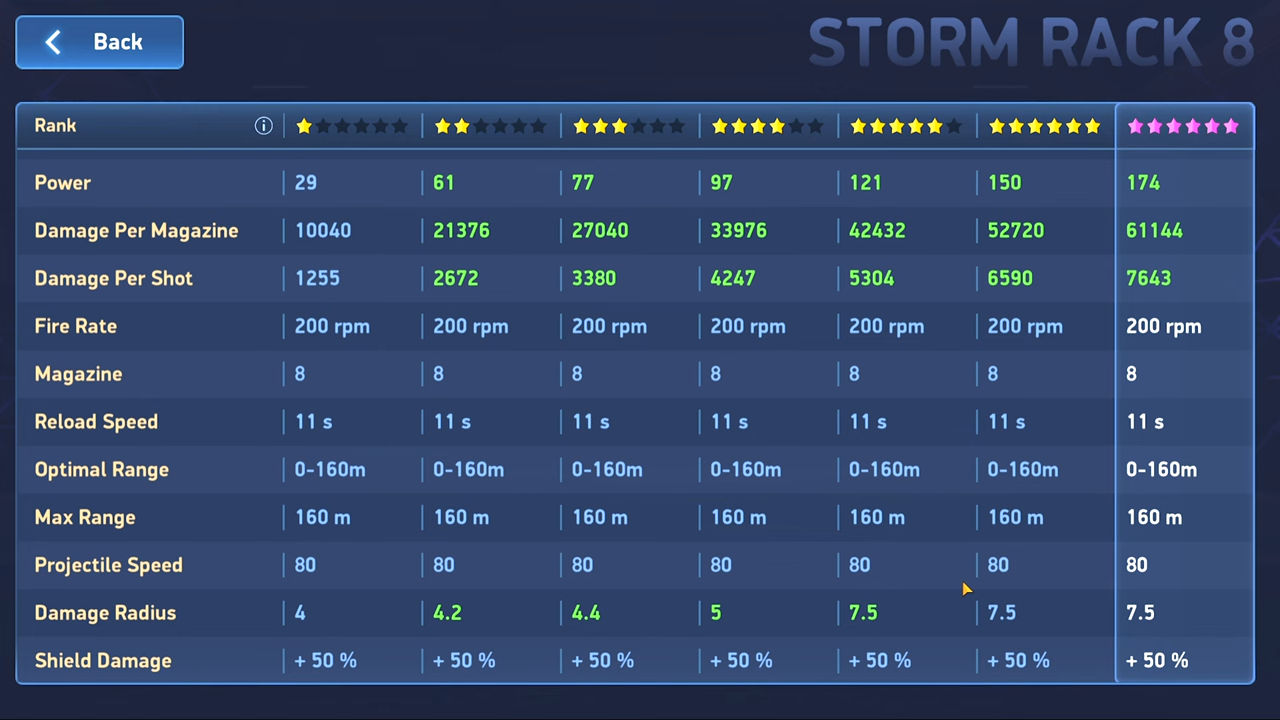 Back
STORM RACK 8
Rank
Power 29 61 77 97 121 150 174
Damage Per Magazine 10040 21376 27040 33976 42432 52720 61144
Damage Per Shot 1255 2672 3380 4247 5304 6590 7643
Fire Rate 200 rpm 200 rpm 200 rpm 200 rpm 200 rpm 200 rpm 200 rpm
Magazine 8 8 8 8 8 8 8
Reload Speed 11 s 11 s 11 s 11 s 11 s 11 s 11 s
Optimal Range 0-160m 0-160m 0-160m 0-160m 0-160m 0-160m 0-160m
Max Range 160 m 160 m 160 m 160 m 160 m 160 m 160 m
Projectile Speed 80 80 80 80 80 80 80
Damage Radius 4 4.2 4.4 5 7.5 7.5 7.5
Shield Damage + 50 % + 50 % + 50 % + 50 % + 50 % + 50 % + 50 %